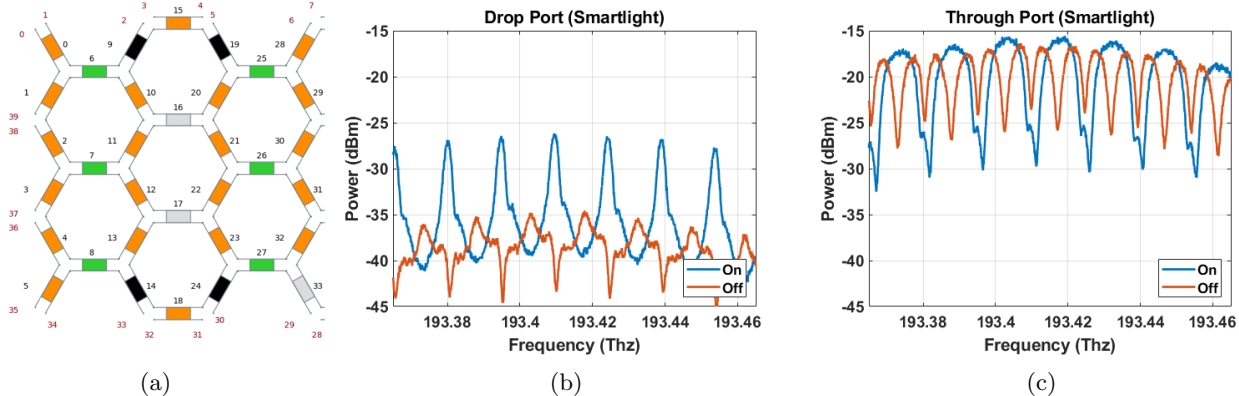 1 2 3 4 5 6 7
0 0 9 15 19 28
6 25
1 10 20 29
39 16
38
2 11 21 30
7 26
3 12 22 31
37 17
36
4 13 23 32
8 27
5 14 18 24 33
35
34 33 32 31 30 29 28
(a)
Drop Port (Smartlight)
-15
-20
-25
-30
-35
-40
-45
Power (dBm)
193.38 193.4 193.42 193.44 193.46
Frequency (Thz)
On
Off
(b)
Through Port (Smartlight)
-15
-20
-25
-30
-35
-40
-45
Power (dBm)
193.38 193.4 193.42 193.44 193.46
Frequency (Thz)
On
Off
(c)